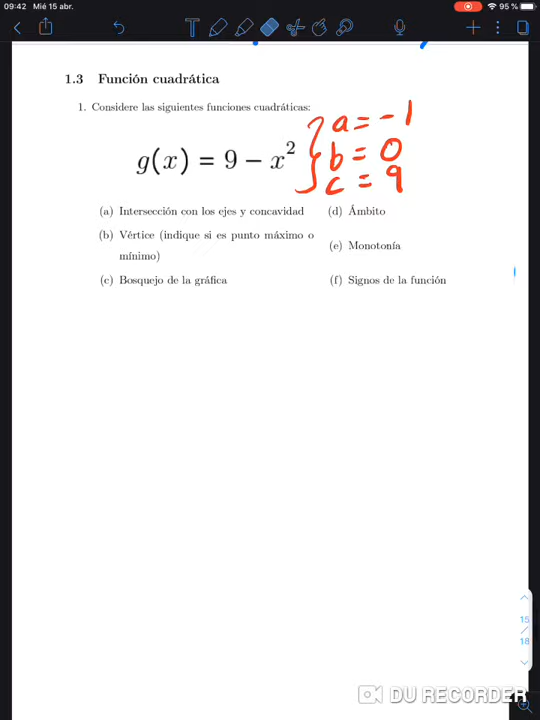 09:42 Mié 15 abr.
95 %
1.3 Función cuadrática
1. Considere las siguientes funciones cuadráticas:
g(x) = 9 − x²
a = -1
b = 0
c = 9
(a) Intersección con los ejes y concavidad
(b) Vértice (indique si es punto máximo o
mínimo)
(c) Bosquejo de la gráfica
(d) Ámbito
(e) Monotonía
(f) Signos de la función
15
/
18
DU RECORDER